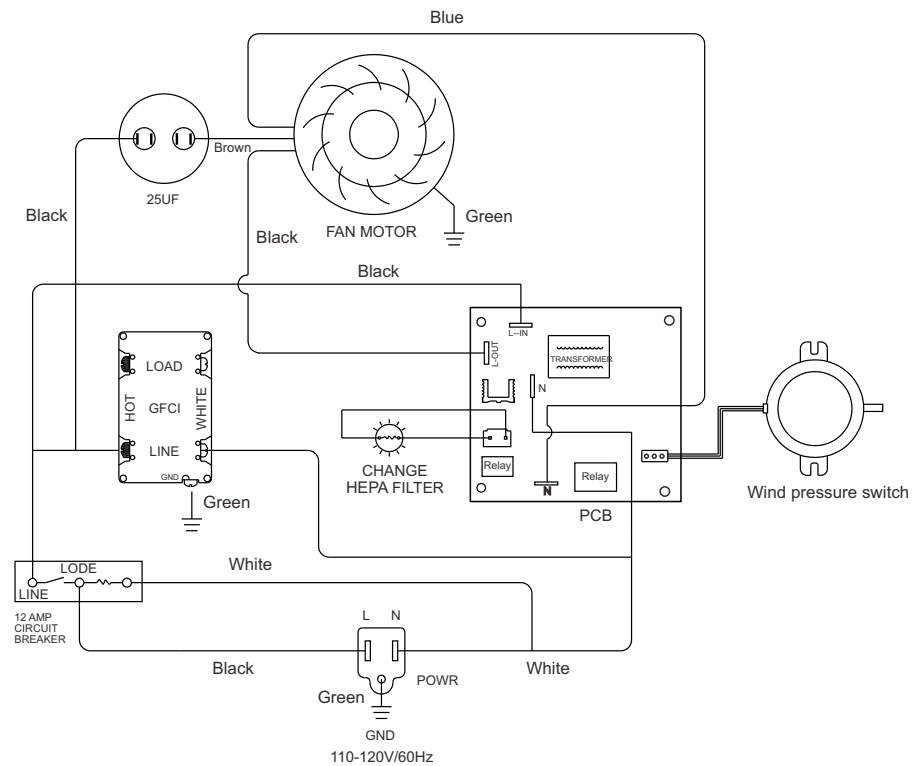 Blue
Brown
25UF
Black
Black
FAN MOTOR
Green
Black
L--IN
L-OUT
TRANSFORMER
N
LOAD
HOT
GFCI
WHITE
LINE
GND
Green
CHANGE
HEPA FILTER
Relay
Relay
N
PCB
Wind pressure switch
LODE
LINE
White
12 AMP
CIRCUIT
BREAKER
L N
Black
White
POWR
Green
GND
110-120V/60Hz